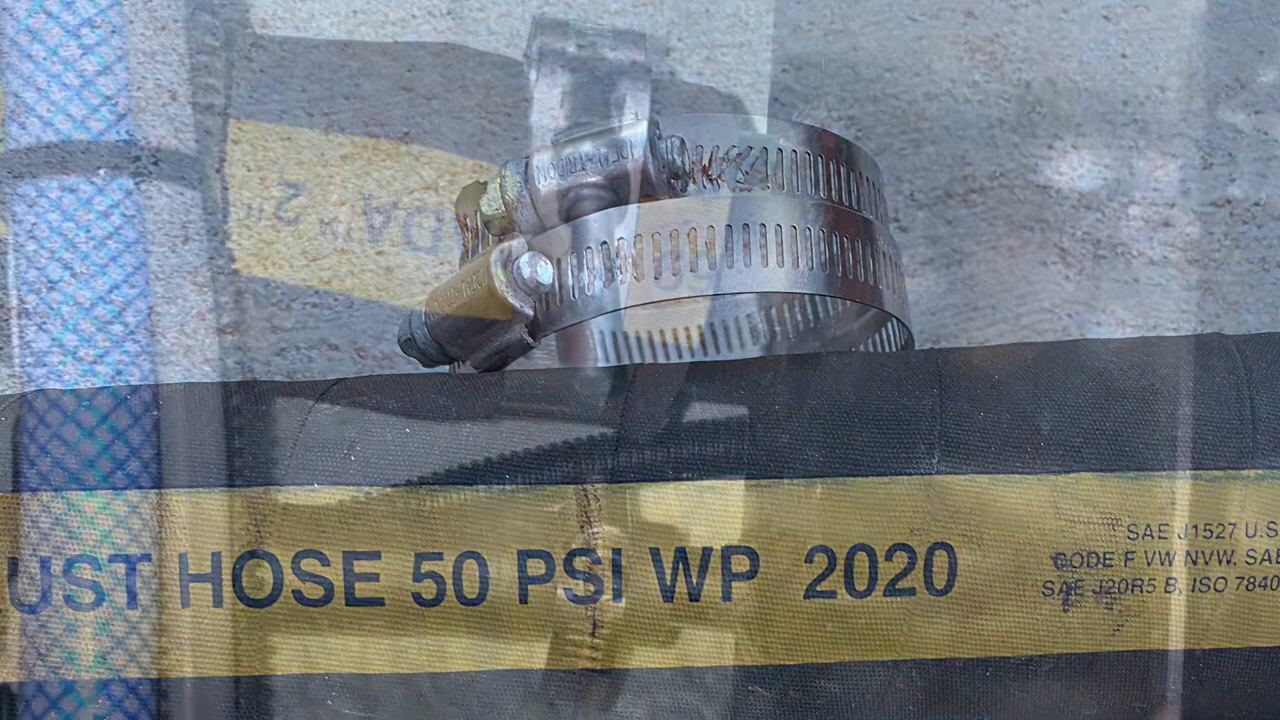 UST HOSE 50 PSI WP 2020
SAE J1527 U.S
CODE F VW NVW. SAE
SAE J20R5 B, ISO 7840